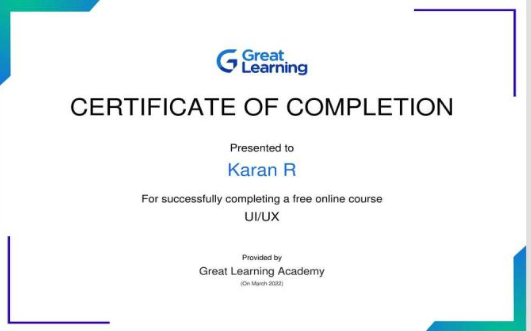 Great
Learning
CERTIFICATE OF COMPLETION
Presented to
Karan R
For successfully completing a free online course
UI/UX
Provided by
Great Learning Academy
(On March 2022)